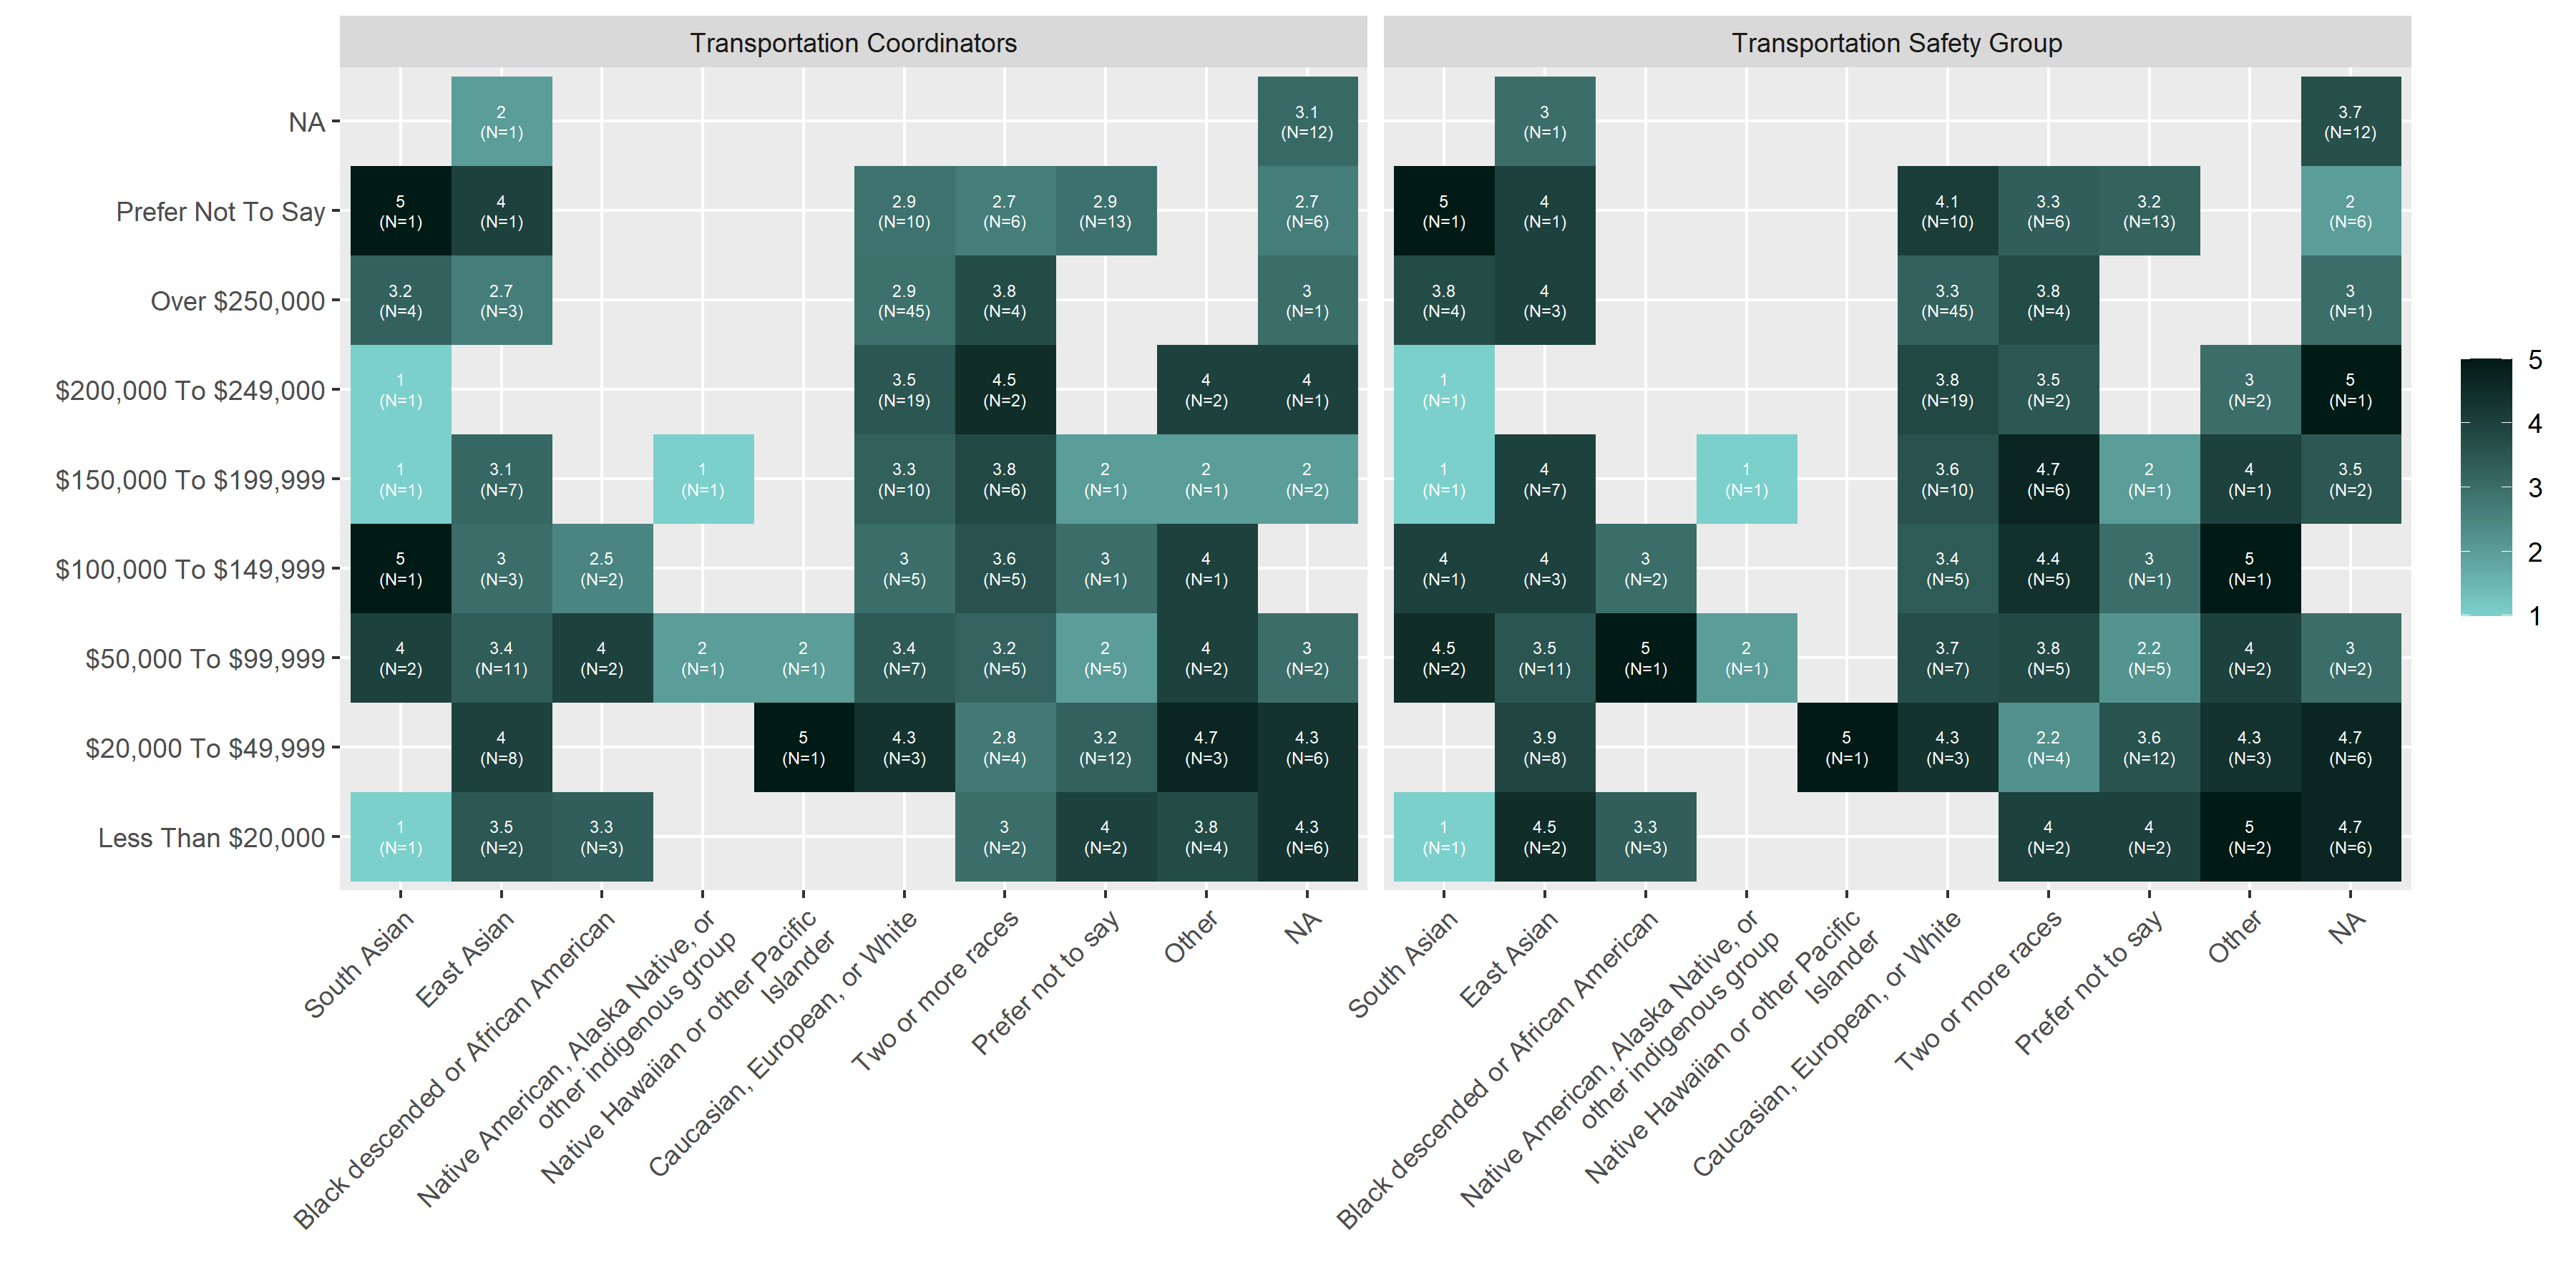 Transportation Coordinators
Transportation Safety Group
NA
2
(N=1)
3.1
(N=12)
3
(N=1)
3.7
(N=12)
Prefer Not To Say
5
(N=1)
4
(N=1)
2.9
(N=10)
2.7
(N=6)
2.9
(N=13)
2.7
(N=6)
5
(N=1)
4
(N=1)
4.1
(N=10)
3.3
(N=6)
3.2
(N=13)
2
(N=6)
Over $250,000
3.2
(N=4)
2.7
(N=3)
2.9
(N=45)
3.8
(N=4)
3
(N=1)
3.8
(N=4)
4
(N=3)
3.3
(N=45)
3.8
(N=4)
3
(N=1)
$200,000 To $249,000
1
(N=1)
3.5
(N=19)
4.5
(N=2)
4
(N=2)
4
(N=1)
1
(N=1)
3.8
(N=19)
3.5
(N=2)
3
(N=2)
5
(N=1)
$150,000 To $199,999
1
(N=1)
3.1
(N=7)
1
(N=1)
3.3
(N=10)
3.8
(N=6)
2
(N=1)
2
(N=1)
2
(N=2)
1
(N=1)
4
(N=7)
1
(N=1)
3.6
(N=10)
4.7
(N=6)
2
(N=1)
4
(N=1)
3.5
(N=2)
$100,000 To $149,999
5
(N=1)
3
(N=3)
2.5
(N=2)
3
(N=5)
3.6
(N=5)
3
(N=1)
4
(N=1)
4
(N=1)
4
(N=3)
3
(N=2)
3.4
(N=5)
4.4
(N=5)
3
(N=1)
5
(N=1)
$50,000 To $99,999
4
(N=2)
3.4
(N=11)
4
(N=2)
2
(N=1)
2
(N=1)
3.4
(N=7)
3.2
(N=5)
2
(N=5)
4
(N=2)
3
(N=2)
4.5
(N=2)
3.5
(N=11)
5
(N=1)
2
(N=1)
3.7
(N=7)
3.8
(N=5)
2.2
(N=5)
4
(N=2)
3
(N=2)
$20,000 To $49,999
4
(N=8)
5
(N=1)
4.3
(N=3)
2.8
(N=4)
3.2
(N=12)
4.7
(N=3)
4.3
(N=6)
3.9
(N=8)
5
(N=1)
4.3
(N=3)
2.2
(N=4)
3.6
(N=12)
4.3
(N=3)
4.7
(N=6)
Less Than $20,000
1
(N=1)
3.5
(N=2)
3.3
(N=3)
3
(N=2)
4
(N=2)
3.8
(N=4)
4.3
(N=6)
1
(N=1)
4.5
(N=2)
3.3
(N=3)
4
(N=2)
4
(N=2)
5
(N=2)
4.7
(N=6)
South Asian
East Asian
Black descended or African American
Native American, Alaska Native, or
other indigenous group
Native Hawaiian or other Pacific
Islander
Caucasian, European, or White
Two or more races
Prefer not to say
Other
NA
South Asian
East Asian
Black descended or African American
Native American, Alaska Native, or
other indigenous group
Native Hawaiian or other Pacific
Islander
Caucasian, European, or White
Two or more races
Prefer not to say
Other
NA
5
4
3
2
1